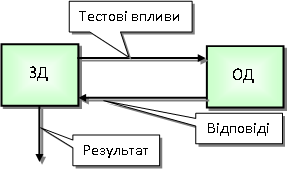 Тестові впливи
ЗД
ОД
Відповіді
Результат